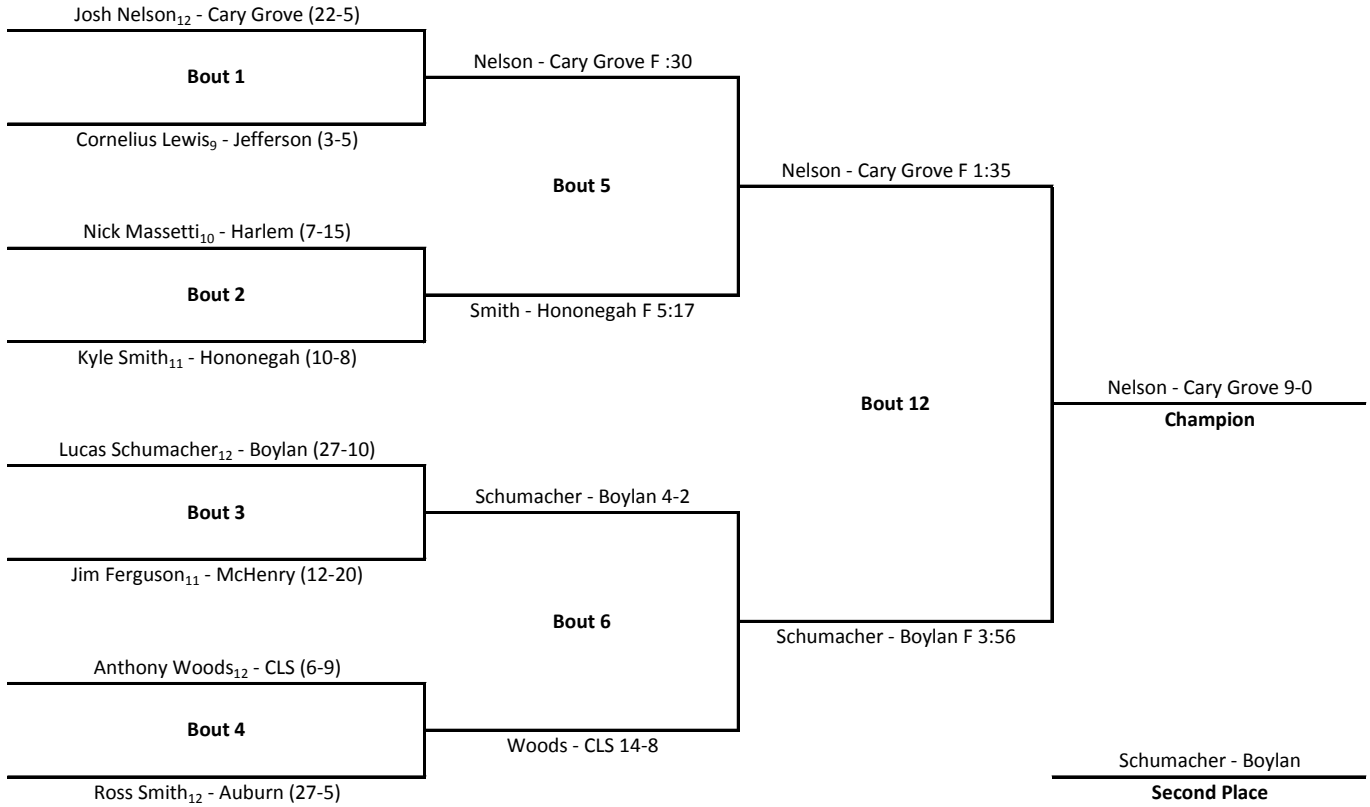 Josh Nelson₁₂ - Cary Grove (22-5)
Bout 1
Nelson - Cary Grove F :30
Cornelius Lewis₉ - Jefferson (3-5)
Bout 5
Nelson - Cary Grove F 1:35
Nick Massetti₁₀ - Harlem (7-15)
Bout 2
Smith - Hononegah F 5:17
Kyle Smith₁₁ - Hononegah (10-8)
Bout 12
Nelson - Cary Grove 9-0
Champion
Lucas Schumacher₁₂ - Boylan (27-10)
Bout 3
Schumacher - Boylan 4-2
Jim Ferguson₁₁ - McHenry (12-20)
Bout 6
Schumacher - Boylan F 3:56
Anthony Woods₁₂ - CLS (6-9)
Bout 4
Woods - CLS 14-8
Ross Smith₁₂ - Auburn (27-5)
Schumacher - Boylan
Second Place